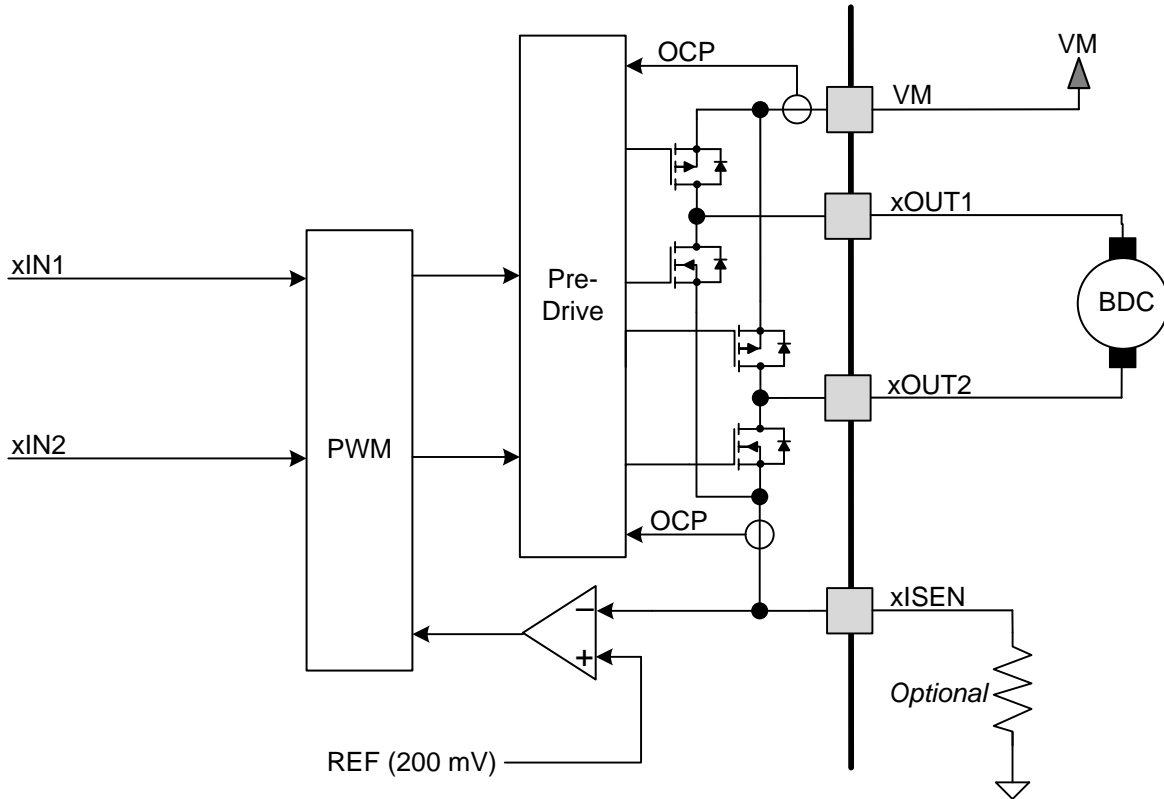 OCP
VM
VM
xOUT1
xIN1
Pre-
Drive
BDC
xOUT2
xIN2
PWM
OCP
xISEN
−
+
Optional
REF (200 mV)